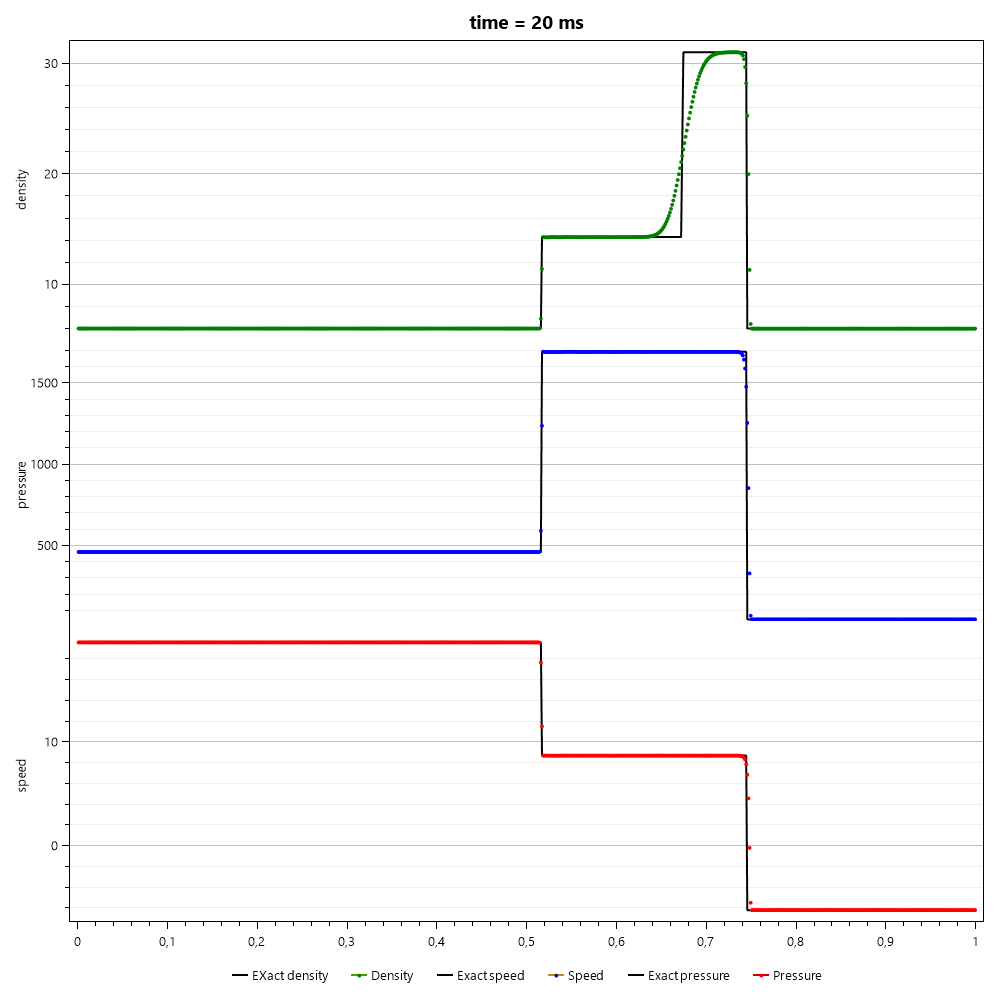 time = 20 ms
30
20
density
10
1500
1000
pressure
500
10
speed
0
0 0,1 0,2 0,3 0,4 0,5 0,6 0,7 0,8 0,9 1
EXact density Density Exact speed Speed Exact pressure Pressure